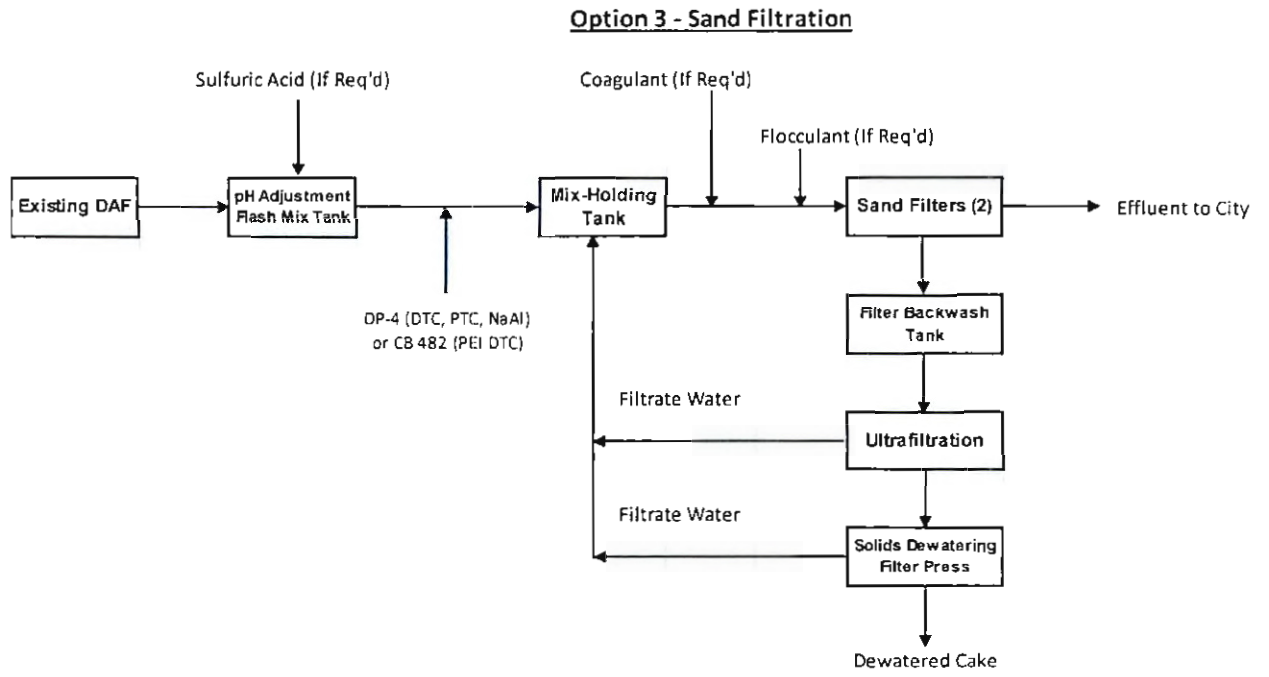 Option 3 - Sand Filtration
Sulfuric Acid (If Req'd)
Coagulant (If Req'd)
Flocculant (If Req'd)
Existing DAF
pH Adjustment
Flash Mix Tank
Mix-Holding
Tank
Sand Filters (2)
Effluent to City
OP-4 (DTC, PTC, NaAl)
or CB 482 (PEI DTC)
Filter Backwash
Tank
Filtrate Water
Ultrafiltration
Filtrate Water
Solids Dewatering
Filter Press
Dewatered Cake